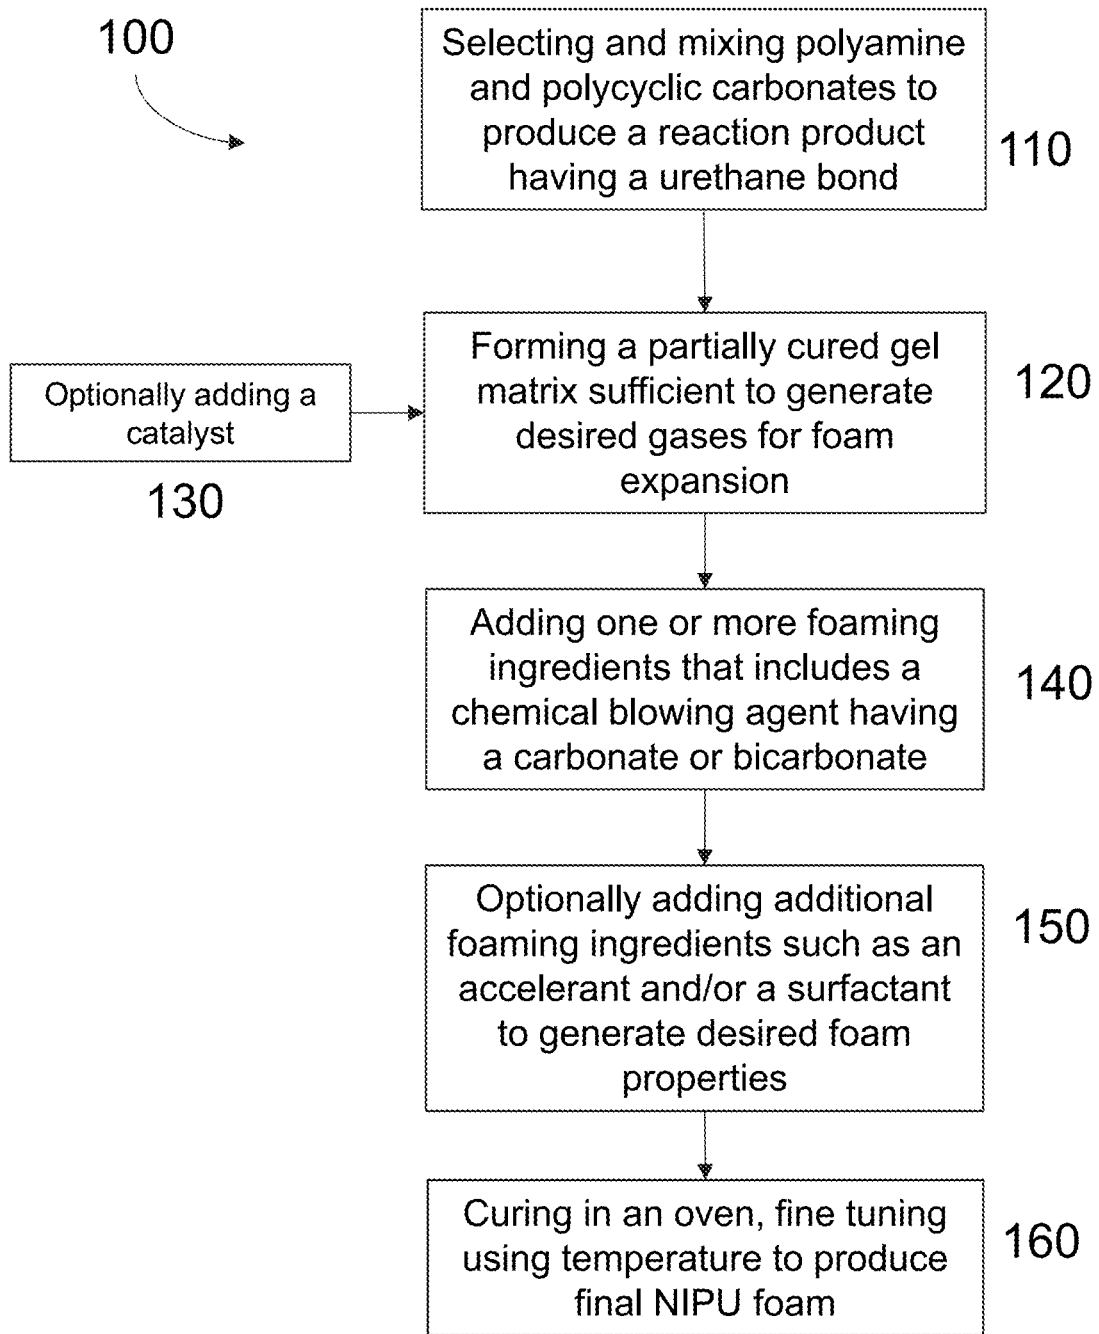 100
Selecting and mixing polyamine
and polycyclic carbonates to
produce a reaction product
having a urethane bond
110
Forming a partially cured gel
matrix sufficient to generate
desired gases for foam
expansion
120
Optionally adding a
catalyst
130
Adding one or more foaming
ingredients that includes a
chemical blowing agent having
a carbonate or bicarbonate
140
Optionally adding additional
foaming ingredients such as an
accelerant and/or a surfactant
to generate desired foam
properties
150
Curing in an oven, fine tuning
using temperature to produce
final NIPU foam
160